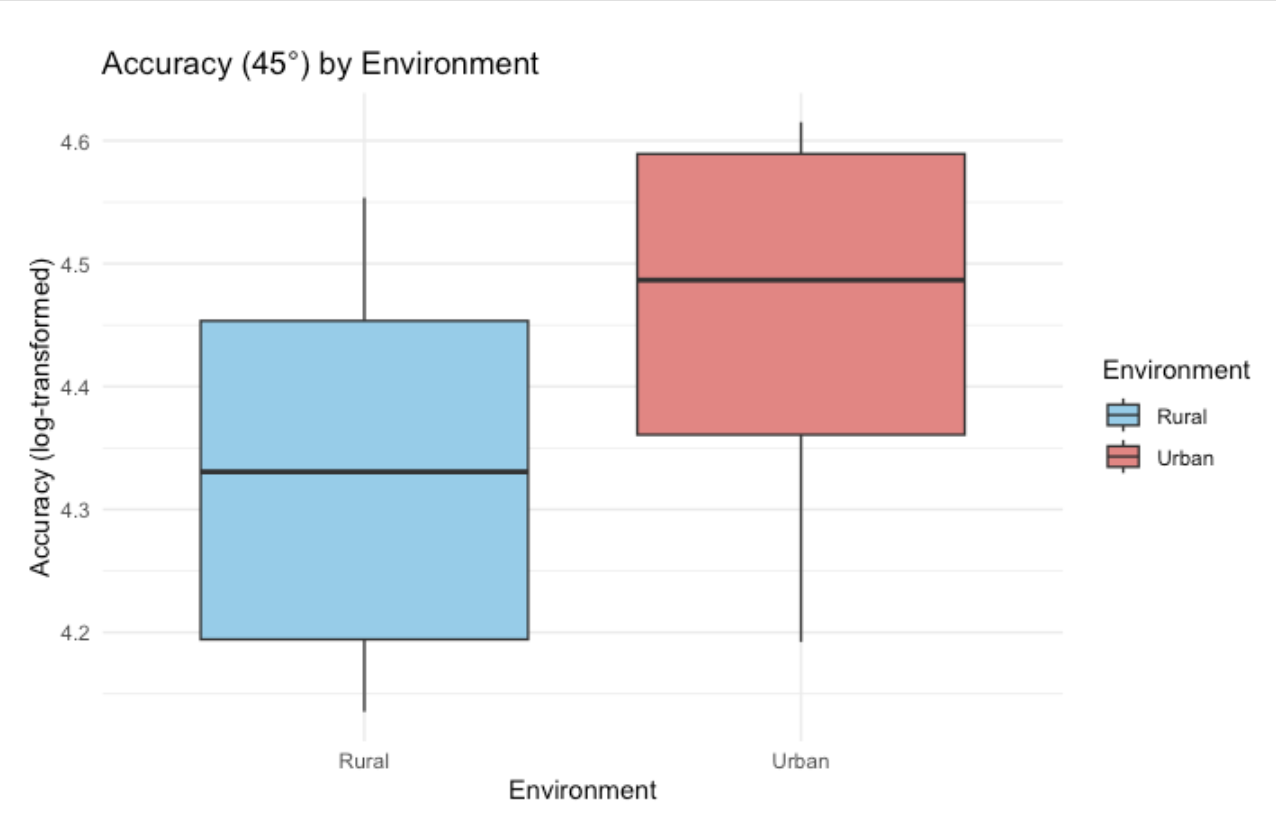 Accuracy (45°) by Environment
Accuracy (log-transformed)
4.6
4.5
4.4
4.3
4.2
Rural
Urban
Environment
Environment
Rural
Urban